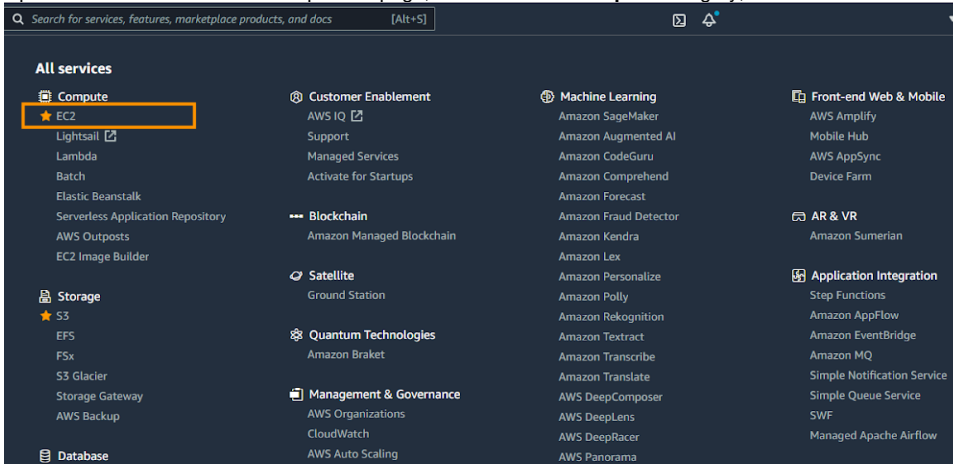 Search for services, features, marketplace products, and docs [Alt+S]
All services
Compute
EC2
Lightsail
Lambda
Batch
Elastic Beanstalk
Serverless Application Repository
AWS Outposts
EC2 Image Builder
Storage
S3
EFS
FSx
S3 Glacier
Storage Gateway
AWS Backup
Database
Customer Enablement
AWS IQ
Support
Managed Services
Activate for Startups
Blockchain
Amazon Managed Blockchain
Satellite
Ground Station
Quantum Technologies
Amazon Braket
Management & Governance
AWS Organizations
CloudWatch
AWS Auto Scaling
Machine Learning
Amazon SageMaker
Amazon Augmented AI
Amazon CodeGuru
Amazon Comprehend
Amazon Forecast
Amazon Fraud Detector
Amazon Kendra
Amazon Lex
Amazon Personalize
Amazon Polly
Amazon Rekognition
Amazon Textract
Amazon Transcribe
Amazon Translate
AWS DeepComposer
AWS DeepLens
AWS DeepRacer
AWS Panorama
Front-end Web & Mobile
AWS Amplify
Mobile Hub
AWS AppSync
Device Farm
AR & VR
Amazon Sumerian
Application Integration
Step Functions
Amazon AppFlow
Amazon EventBridge
Amazon MQ
Simple Notification Service
Simple Queue Service
SWF
Managed Apache Airflow